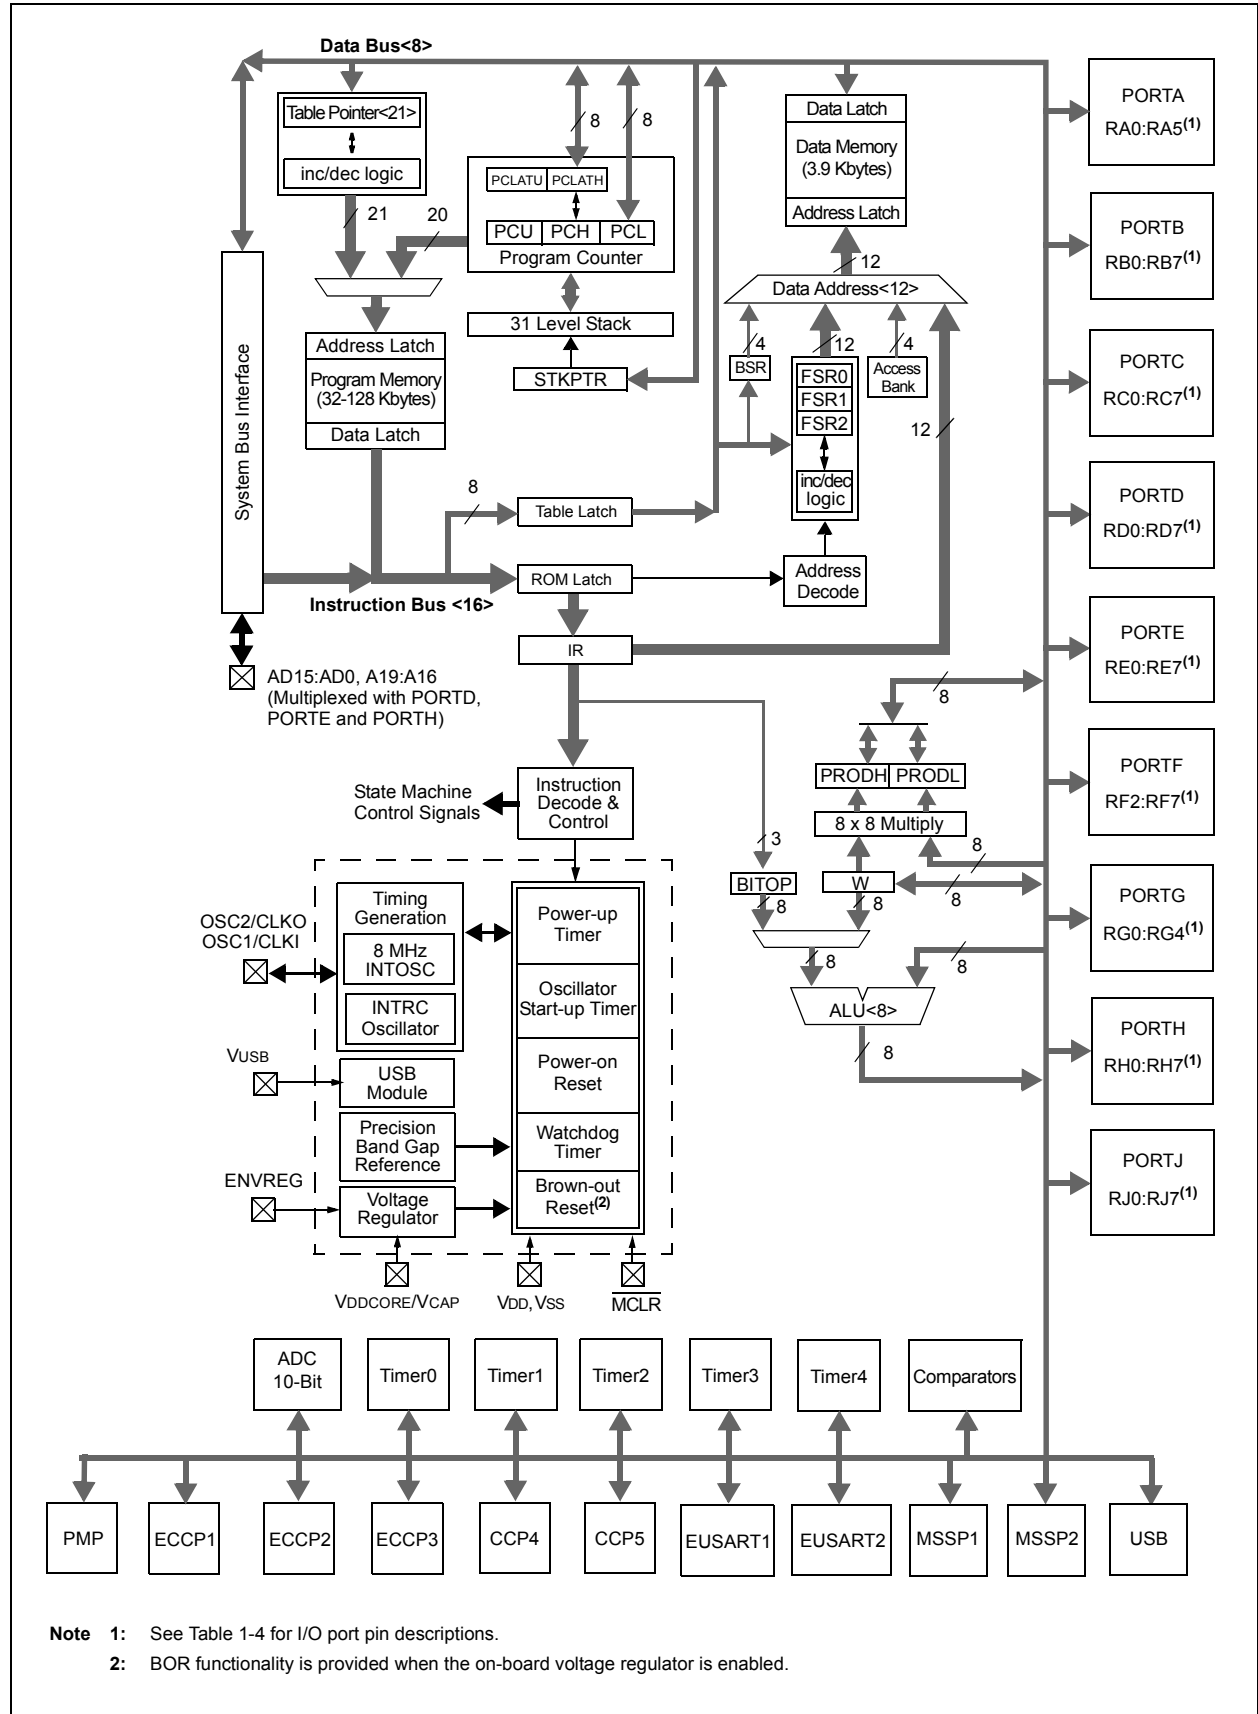 Data Bus<8>
Table Pointer<21>
inc/dec logic
21
20
8
8
PCLATU
PCLATH
PCU
PCH
PCL
Program Counter
31 Level Stack
STKPTR
Data Latch
Data Memory
(3.9 Kbytes)
Address Latch
12
Data Address<12>
4
12
4
BSR
FSR0
FSR1
FSR2
inc/dec
logic
Access
Bank
12
System Bus Interface
Address Latch
Program Memory
(32-128 Kbytes)
Data Latch
8
Table Latch
ROM Latch
Instruction Bus <16>
Address
Decode
IR
AD15:AD0, A19:A16
(Multiplexed with PORTD,
PORTE and PORTH)
8
PRODH
PRODL
8 x 8 Multiply
State Machine
Control Signals
Instruction
Decode &
Control
3
8
BITOP
W
8
8
8
8
8
ALU<8>
8
OSC2/CLKO
OSC1/CLKI
Timing
Generation
8 MHz
INTOSC
INTRC
Oscillator
VUSB
USB
Module
Precision
Band Gap
Reference
ENVREG
Voltage
Regulator
Power-up
Timer
Oscillator
Start-up Timer
Power-on
Reset
Watchdog
Timer
Brown-out
Reset(2)
VDDCORE/VCAP
VDD, VSS
MCLR
PORTA
RA0:RA5(1)
PORTB
RB0:RB7(1)
PORTC
RC0:RC7(1)
PORTD
RD0:RD7(1)
PORTE
RE0:RE7(1)
PORTF
RF2:RF7(1)
PORTG
RG0:RG4(1)
PORTH
RH0:RH7(1)
PORTJ
RJ0:RJ7(1)
ADC
10-Bit
Timer0
Timer1
Timer2
Timer3
Timer4
Comparators
PMP
ECCP1
ECCP2
ECCP3
CCP4
CCP5
EUSART1
EUSART2
MSSP1
MSSP2
USB
Note 1: See Table 1-4 for I/O port pin descriptions.
2: BOR functionality is provided when the on-board voltage regulator is enabled.